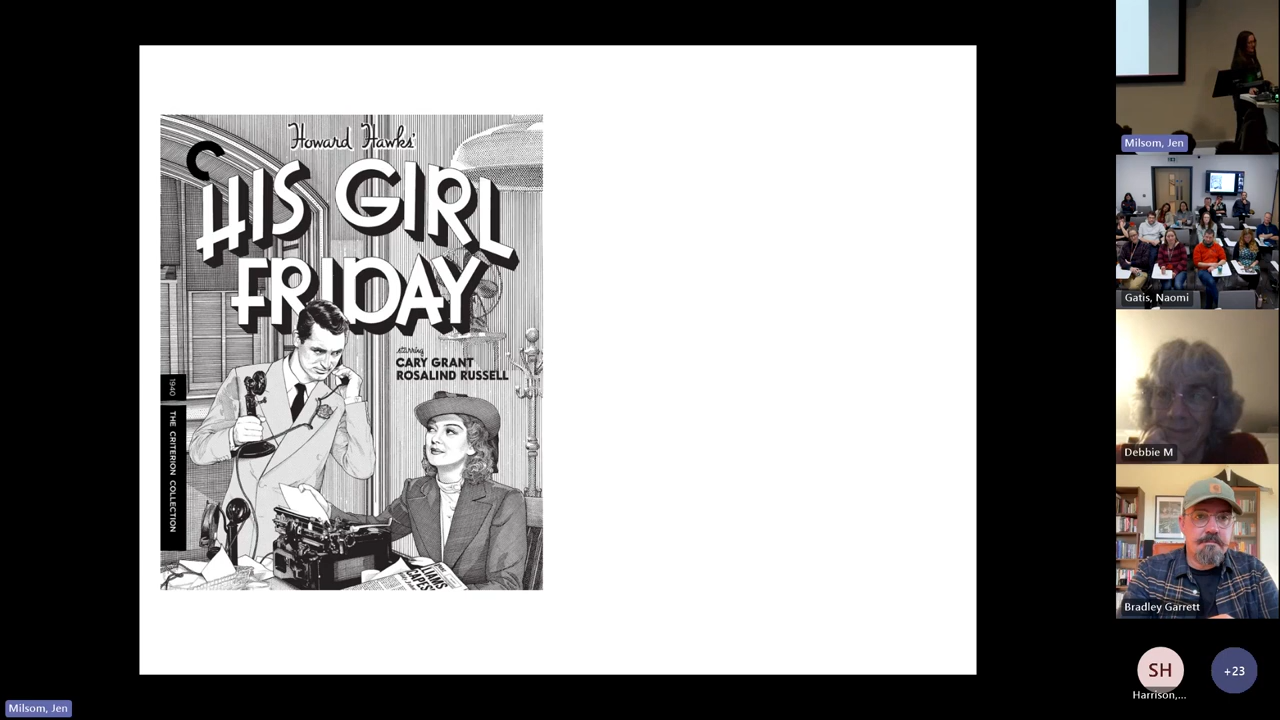 Howard Hawks'
HIS GIRL
FRIDAY
starring
CARY GRANT
ROSALIND RUSSELL
1940
THE CRITERION COLLECTION
Milsom, Jen
Gatis, Naomi
Debbie M
Bradley Garrett
SH
Harrison,...
+23
Milsom, Jen